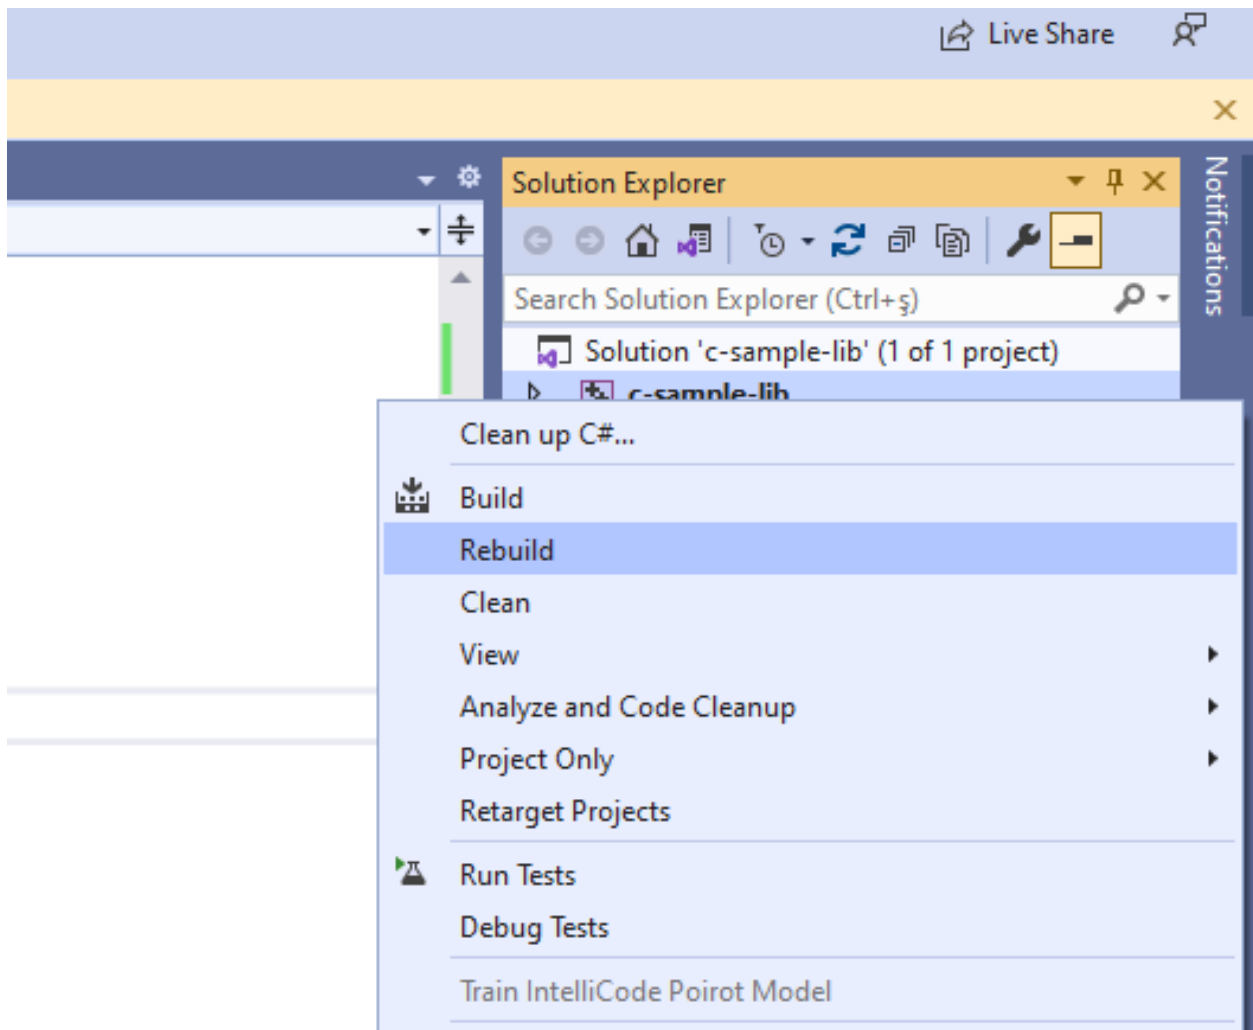 Live Share
Notifications
Solution Explorer
Search Solution Explorer (Ctrl+ş)
Solution 'c-sample-lib' (1 of 1 project)
c-sample-lib
Clean up C#...
Build
Rebuild
Clean
View
Analyze and Code Cleanup
Project Only
Retarget Projects
Run Tests
Debug Tests
Train IntelliCode Poirot Model